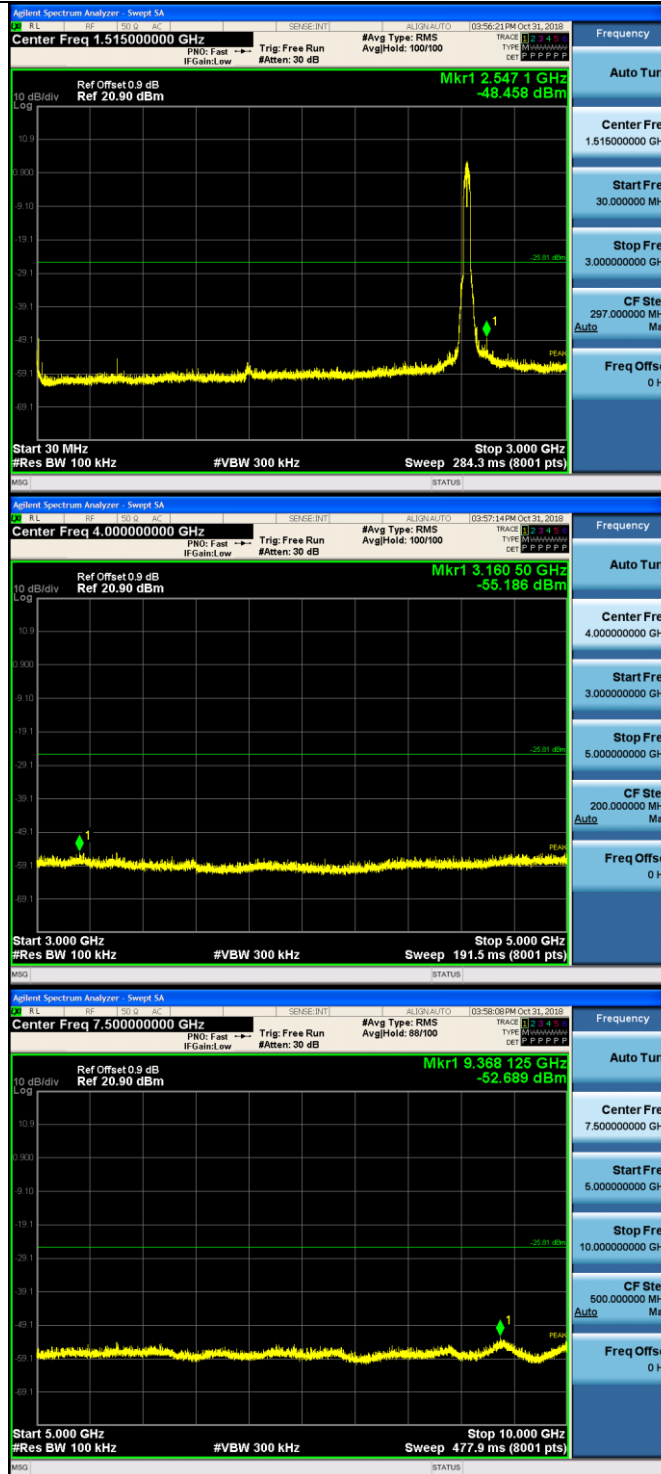 Agilent Spectrum Analyzer - Swept SA
RL RF 50 Ω AC SENSE:INT ALIGNAUTO 03:56:21 PM Oct 31, 2018
Center Freq 1.515000000 GHz #Avg Type: RMS TRACE 1 2 3 4 5 6 Frequency
PNO: Fast Trig: Free Run Avg|Hold: 100/100 TYPE M
IFGain:Low #Atten: 30 dB DET P P P P P P
Auto Tun
Mkr1 2.547 1 GHz
Ref Offset 0.9 dB
10 dB/div Ref 20.90 dBm -48.458 dBm
Log
Center Fre
1.515000000 GH
10.9
0.900
Start Fre
30.000000 MH
-9.10
-19.1
Stop Fre
3.000000000 GH
-25.01 dBm
-29.1
CF Ste
297.000000 MH
Auto Ma
-39.1
1
-49.1
PEAK
Freq Offs
0 H
-59.1
-69.1
Start 30 MHz Stop 3.000 GHz
#Res BW 100 kHz #VBW 300 kHz Sweep 284.3 ms (8001 pts)
MSG STATUS
Agilent Spectrum Analyzer - Swept SA
RL RF 50 Ω AC SENSE:INT ALIGNAUTO 03:57:14 PM Oct 31, 2018
Center Freq 4.000000000 GHz #Avg Type: RMS TRACE 1 2 3 4 5 6 Frequency
PNO: Fast Trig: Free Run Avg|Hold: 100/100 TYPE M
IFGain:Low #Atten: 30 dB DET P P P P P P
Auto Tun
Mkr1 3.160 50 GHz
Ref Offset 0.9 dB
10 dB/div Ref 20.90 dBm -55.186 dBm
Log
Center Fre
4.000000000 GH
10.9
0.900
Start Fre
3.000000000 GH
-9.10
-19.1
Stop Fre
5.000000000 GH
-25.01 dBm
-29.1
CF Ste
200.000000 MH
Auto Ma
-39.1
-49.1
1
PEAK
Freq Offs
0 H
-59.1
-69.1
Start 3.000 GHz Stop 5.000 GHz
#Res BW 100 kHz #VBW 300 kHz Sweep 191.5 ms (8001 pts)
MSG STATUS
Agilent Spectrum Analyzer - Swept SA
RL RF 50 Ω AC SENSE:INT ALIGNAUTO 03:58:08 PM Oct 31, 2018
Center Freq 7.500000000 GHz #Avg Type: RMS TRACE 1 2 3 4 5 6 Frequency
PNO: Fast Trig: Free Run Avg|Hold: 88/100 TYPE M
IFGain:Low #Atten: 30 dB DET P P P P P P
Auto Tun
Mkr1 9.368 125 GHz
Ref Offset 0.9 dB
10 dB/div Ref 20.90 dBm -52.689 dBm
Log
Center Fre
7.500000000 GH
10.9
0.900
Start Fre
5.000000000 GH
-9.10
-19.1
Stop Fre
10.000000000 GH
-25.01 dBm
-29.1
CF Ste
500.000000 MH
Auto Ma
-39.1
-49.1
1
PEAK
Freq Offs
0 H
-59.1
-69.1
Start 5.000 GHz Stop 10.000 GHz
#Res BW 100 kHz #VBW 300 kHz Sweep 477.9 ms (8001 pts)
MSG STATUS